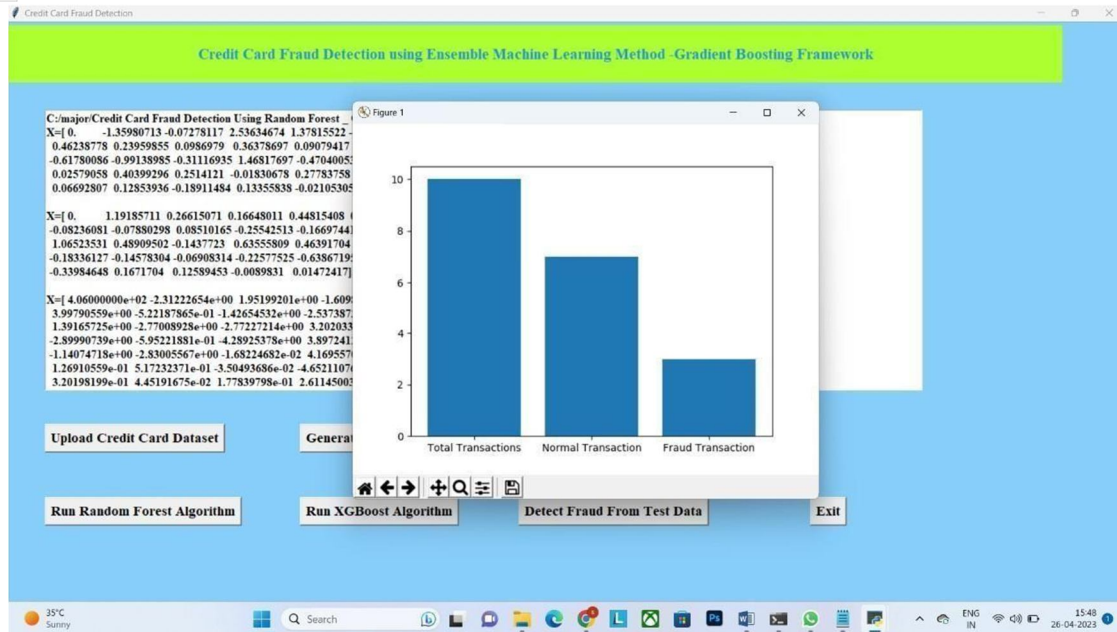 Credit Card Fraud Detection
Credit Card Fraud Detection using Ensemble Machine Learning Method -Gradient Boosting Framework
C:/major/Credit Card Fraud Detection Using Random Forest _
X=[ 0. -1.35980713 -0.07278117 2.53634674 1.37815522 -
0.46238778 0.23959855 0.0986979 0.36378697 0.09079417
-0.61780086 -0.99138985 -0.31116935 1.46817697 -0.4704005
0.02579058 0.40399296 0.2514121 -0.01830678 0.27783758
0.06692807 0.12853936 -0.18911484 0.13355838 -0.02105305
X=[ 0. 1.19185711 0.26615071 0.16648011 0.44815408
-0.08236081 -0.07880298 0.08510165 -0.25542513 -0.1669744
1.06523531 0.48909502 -0.1437723 0.63555809 0.46391704
-0.18336127 -0.14578304 -0.06908314 -0.22577525 -0.6386719
-0.33984648 0.1671704 0.12589453 -0.0089831 0.01472417]
X=[ 4.06000000e+02 -2.31222654e+00 1.95199201e+00 -1.609
3.99790559e+00 -5.22187865e-01 -1.42654532e+00 -2.537387
1.39165725e+00 -2.77008928e+00 -2.77227214e+00 3.202033
-2.89990739e+00 -5.95221881e-01 -4.28925378e+00 3.897241
-1.14074718e+00 -2.83005567e+00 -1.68224682e-02 4.169557
1.26910559e-01 5.17232371e-01 -3.50493686e-02 -4.6521107
3.20198199e-01 4.45191675e-02 1.77839798e-01 2.61145003
Figure 1
10
8
6
4
2
0
Total Transactions Normal Transaction Fraud Transaction
Upload Credit Card Dataset Genera
Run Random Forest Algorithm Run XGBoost Algorithm Detect Fraud From Test Data Exit
35°C
Sunny
Search
ENG
IN
15:48
26-04-2023